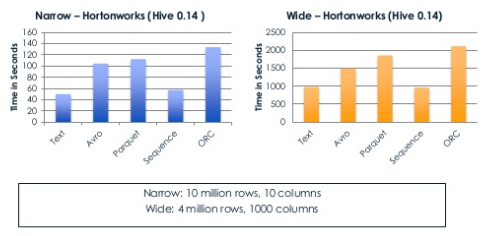 Narrow – Hortonworks (Hive 0.14 )
Time in Seconds
160
140
120
100
80
60
40
20
0
Text
Avro
Parquet
Sequence
ORC
Wide – Hortonworks (Hive 0.14)
Time in Seconds
2500
2000
1500
1000
500
0
Text
Avro
Parquet
Sequence
ORC
Narrow: 10 million rows, 10 columns
Wide: 4 million rows, 1000 columns